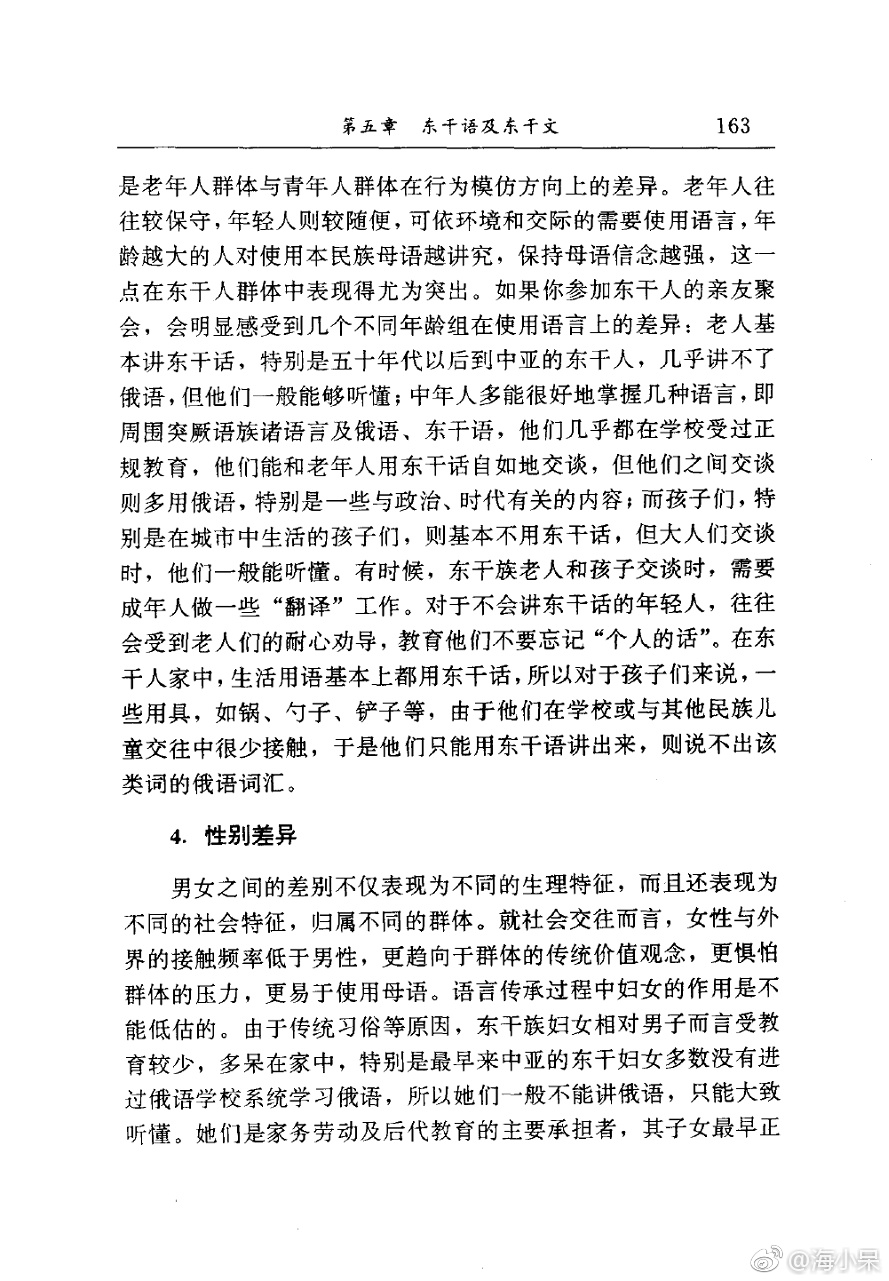 第五章 东干语及东干文 163
是老年人群体与青年人群体在行为模仿方向上的差异。老年人往
往较保守，年轻人则较随便，可依环境和交际的需要使用语言，年
龄越大的人对使用本民族母语越讲究，保持母语信念越强，这一
点在东干人群体中表现得尤为突出。如果你参加东干人的亲友聚
会，会明显感受到几个不同年龄组在使用语言上的差异：老人基
本讲东干话，特别是五十年代以后到中亚的东干人，几乎讲不了
俄语，但他们一般能够听懂；中年人多能很好地掌握几种语言，即
周围突厥语族诸语言及俄语、东干语，他们几乎都在学校受过正
规教育，他们能和老年人用东干话自如地交谈，但他们之间交谈
则多用俄语，特别是一些与政治、时代有关的内容；而孩子们，特
别是在城市中生活的孩子们，则基本不用东干话，但大人们交谈
时，他们一般能听懂。有时候，东干族老人和孩子交谈时，需要
成年人做一些“翻译”工作。对于不会讲东干话的年轻人，往往
会受到老人们的耐心劝导，教育他们不要忘记“个人的话”。在东
干人家中，生活用语基本上都用东干话，所以对于孩子们来说，一
些用具，如锅、勺子、铲子等，由于他们在学校或与其他民族儿
童交往中很少接触，于是他们只能用东干语讲出来，则说不出该
类词的俄语词汇。
4. 性别差异
男女之间的差别不仅表现为不同的生理特征，而且还表现为
不同的社会特征，归属不同的群体。就社会交往而言，女性与外
界的接触频率低于男性，更趋向于群体的传统价值观念，更惧怕
群体的压力，更易于使用母语。语言传承过程中妇女的作用是不
能低估的。由于传统习俗等原因，东干族妇女相对男子而言受教
育较少，多呆在家中，特别是最早来中亚的东干妇女多数没有进
过俄语学校系统学习俄语，所以她们一般不能讲俄语，只能大致
听懂。她们是家务劳动及后代教育的主要承担者，其子女最早正
@海小呆